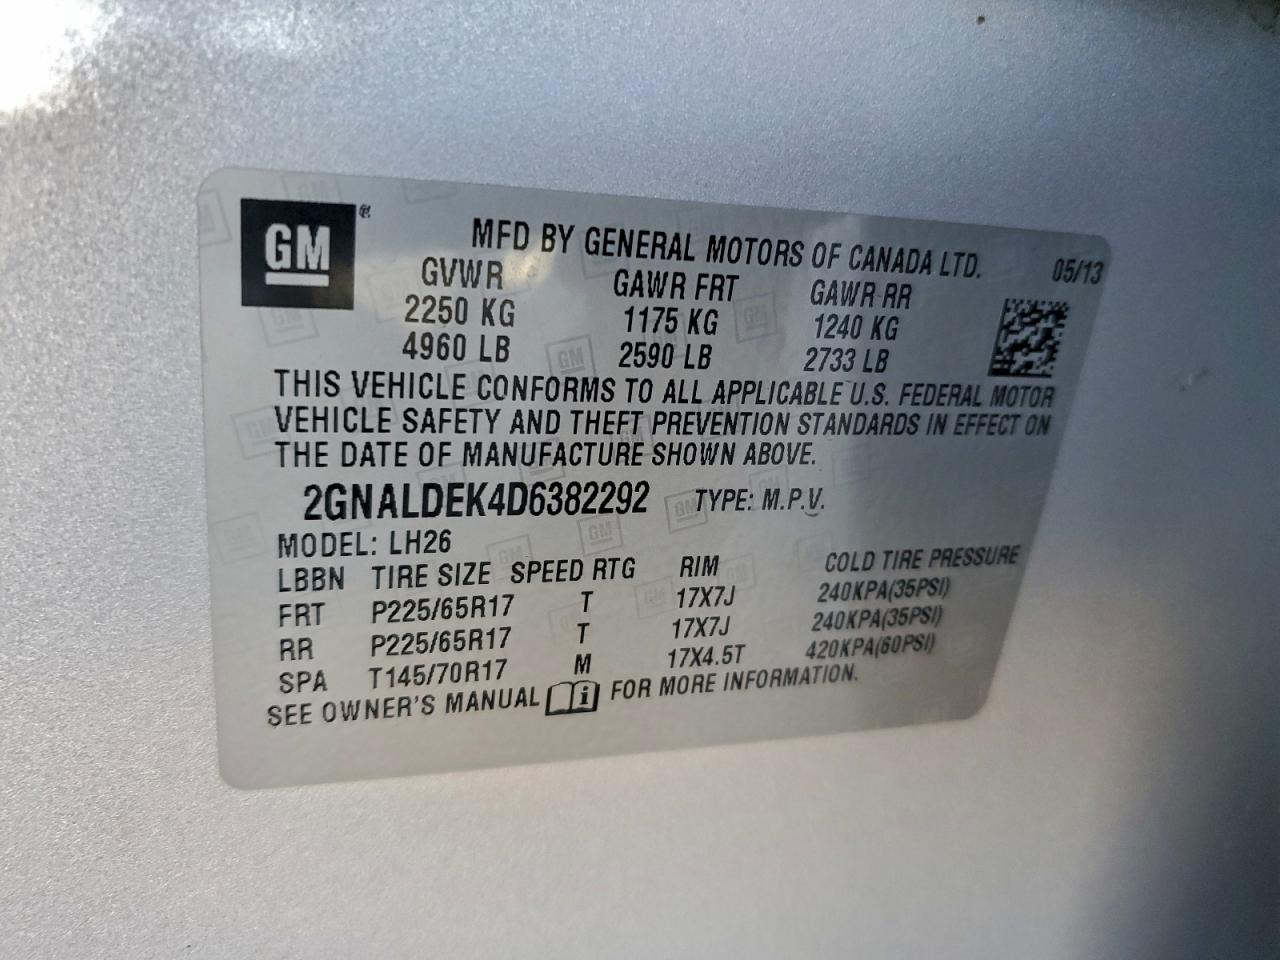 GM®
MFD BY GENERAL MOTORS OF CANADA LTD. 05/13
GVWR GAWR FRT GAWR RR
2250 KG 1175 KG 1240 KG
4960 LB 2590 LB 2733 LB
THIS VEHICLE CONFORMS TO ALL APPLICABLE U.S. FEDERAL MOTOR
VEHICLE SAFETY AND THEFT PREVENTION STANDARDS IN EFFECT ON
THE DATE OF MANUFACTURE SHOWN ABOVE.
2GNALDEK4D6382292 TYPE: M.P.V.
MODEL: LH26
LBBN TIRE SIZE SPEED RTG RIM COLD TIRE PRESSURE
FRT P225/65R17 T 17X7J 240KPA(35PSI)
RR P225/65R17 T 17X7J 240KPA(35PSI)
SPA T145/70R17 M 17X4.5T 420KPA(60PSI)
SEE OWNER'S MANUAL i FOR MORE INFORMATION.